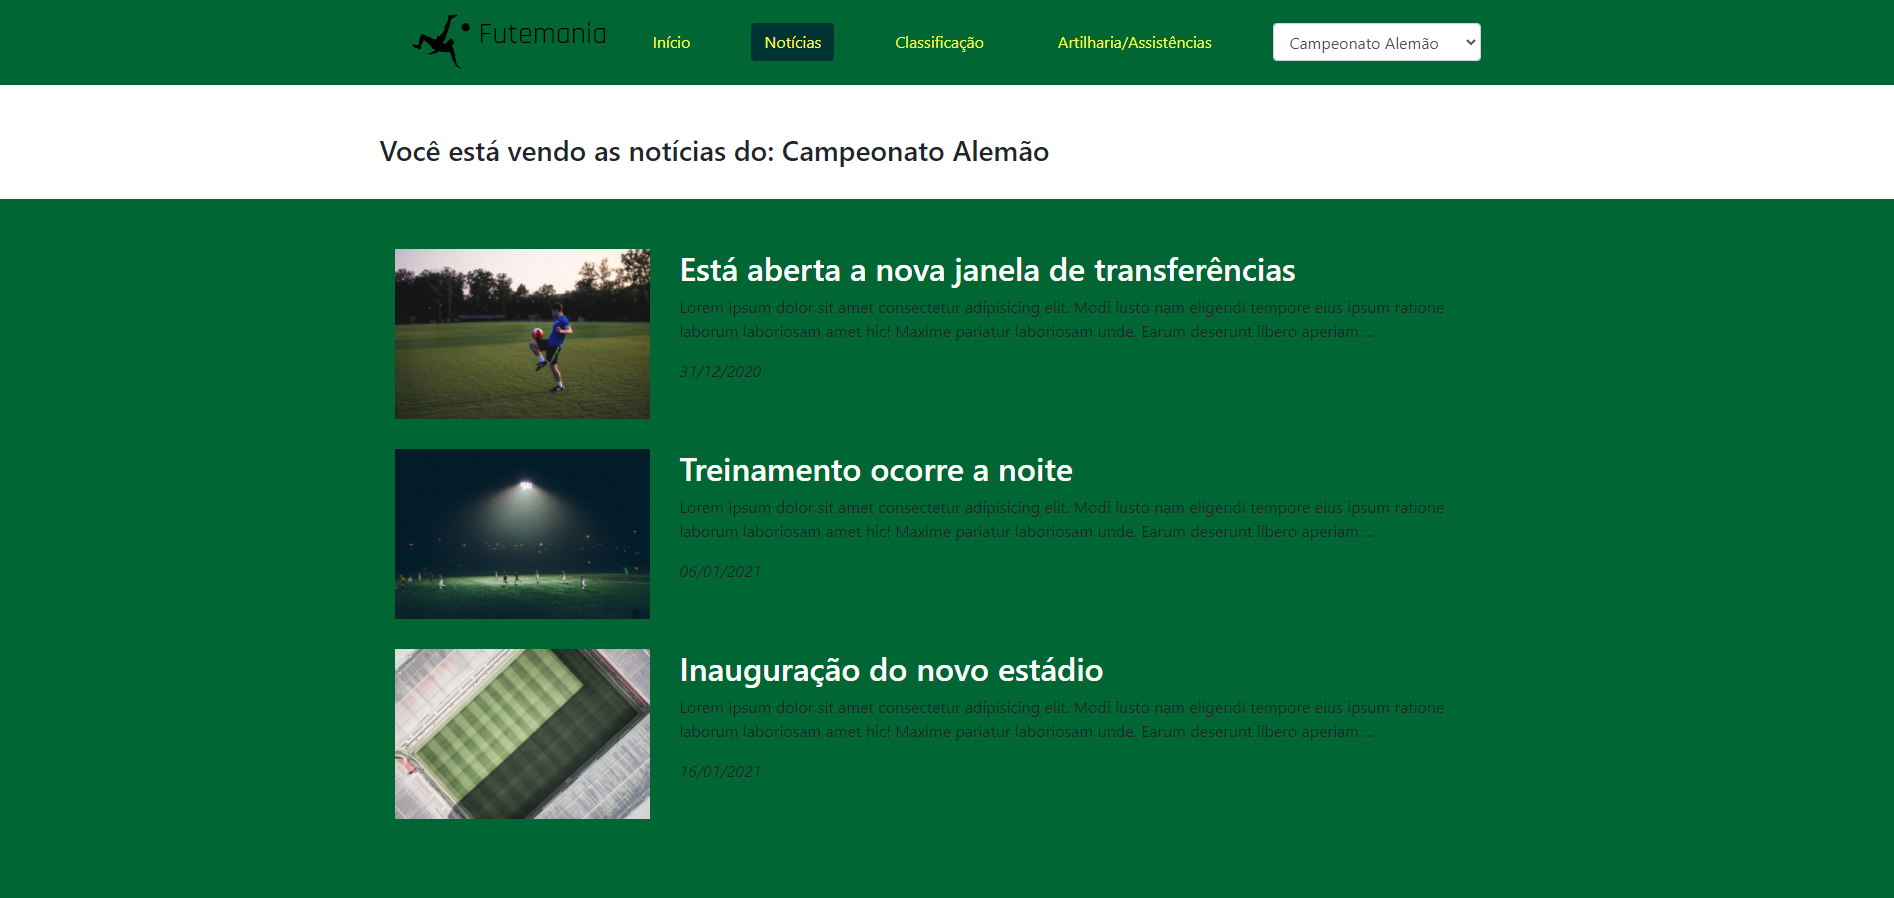 Futemania
Início
Notícias
Classificação
Artilharia/Assistências
Campeonato Alemão
Você está vendo as notícias do: Campeonato Alemão
Está aberta a nova janela de transferências
Lorem ipsum dolor sit amet consectetur adipisicing elit. Modi iusto nam eligendi tempore eius ipsum ratione
laborum laboriosam amet hic! Maxime pariatur laboriosam unde. Earum deserunt libero aperiam ...
31/12/2020
Treinamento ocorre a noite
Lorem ipsum dolor sit amet consectetur adipisicing elit. Modi iusto nam eligendi tempore eius ipsum ratione
laborum laboriosam amet hic! Maxime pariatur laboriosam unde. Earum deserunt libero aperiam ...
06/01/2021
Inauguração do novo estádio
Lorem ipsum dolor sit amet consectetur adipisicing elit. Modi iusto nam eligendi tempore eius ipsum ratione
laborum laboriosam amet hic! Maxime pariatur laboriosam unde. Earum deserunt libero aperiam ...
16/01/2021